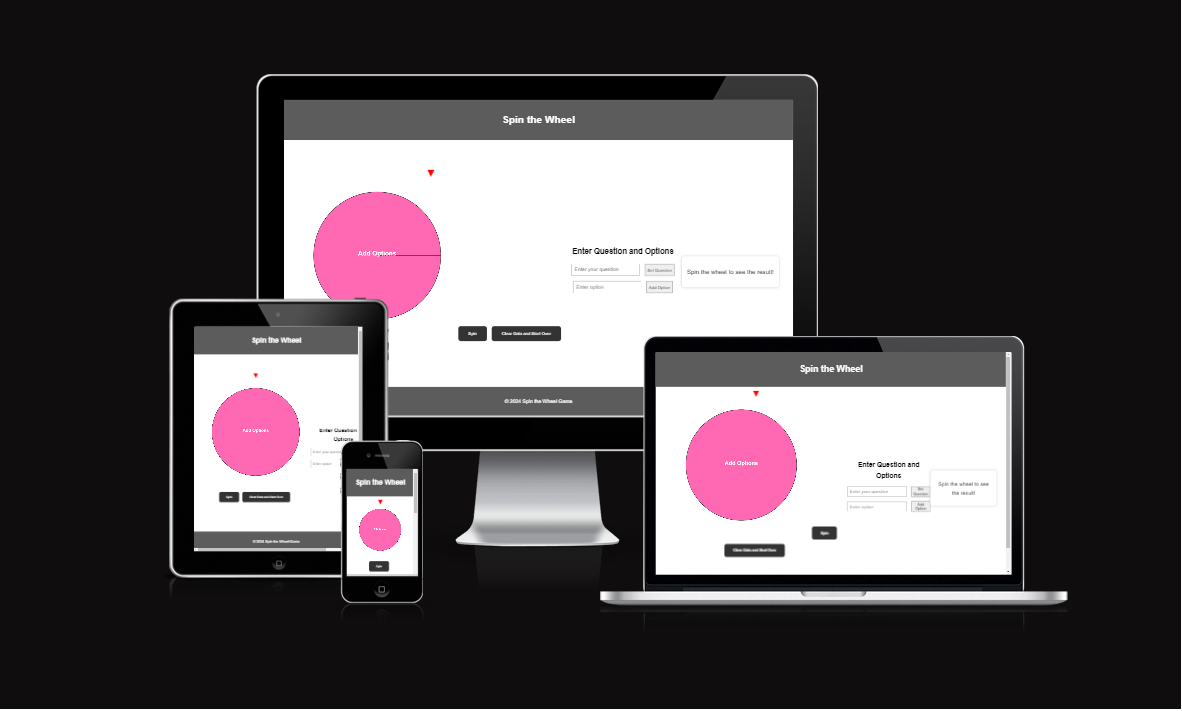 Spin the Wheel
Add Options
Enter Question and Options
Enter your question
Set Question
Enter option
Add Option
Spin the wheel to see the result!
Spin
Clear Data and Start Over
© 2024 Spin the Wheel Game
Spin the Wheel
Add Options
Enter Question
Options
Enter your question
Enter option
Spin
Clear Data and Start Over
© 2024 Spin the Wheel Game
Spin the Wheel
Spin
Spin the Wheel
Add Options
Enter Question and
Options
Enter your question
Set
Question
Enter option
Add
Option
Spin the wheel to see
the result!
Spin
Clear Data and Start Over